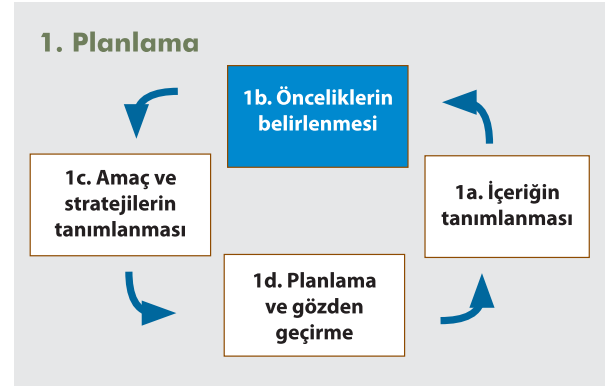 1. Planlama
1b. Önceliklerin
belirlenmesi
1c. Amaç ve
stratejilerin
tanımlanması
1a. İçeriğin
tanımlanması
1d. Planlama
ve gözden
geçirme